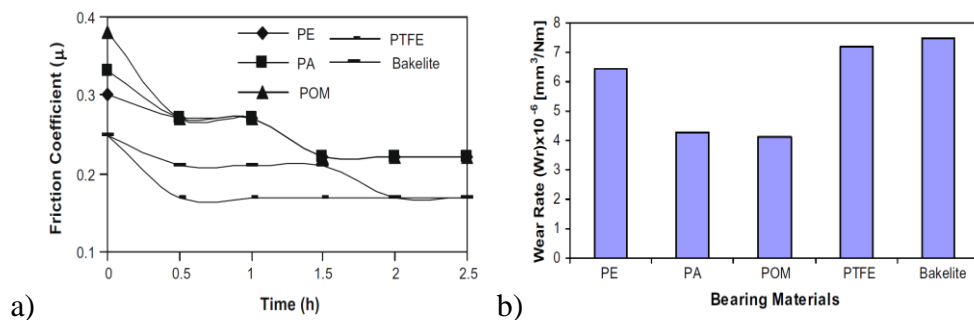 0.4
0.3
0.2
0.1
Friction Coefficient (μ)
PE
PA
POM
PTFE
Bakelite
0 0.5 1 1.5 2 2.5
Time (h)
a)
8
7
6
5
4
3
2
1
0
Wear Rate (Wr)x10⁻⁶ [mm³/Nm]
PE PA POM PTFE Bakelite
Bearing Materials
b)